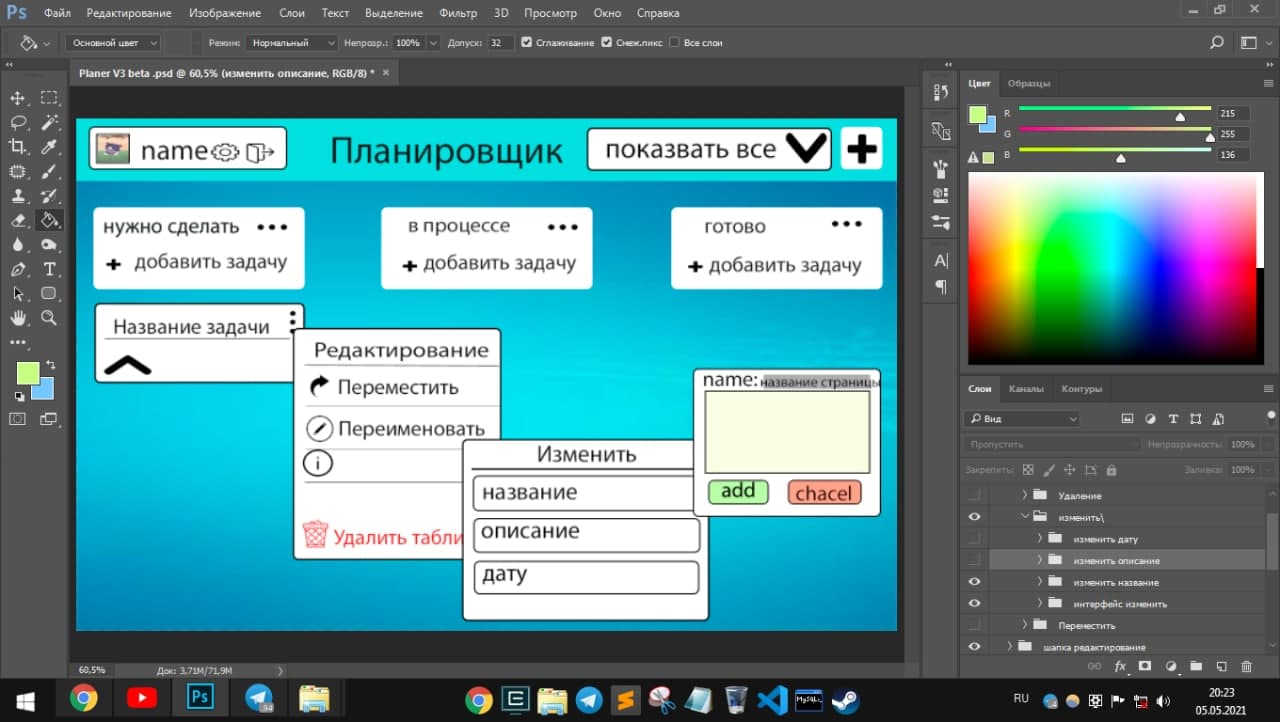 Ps Файл Редактирование Изображение Слои Текст Выделение Фильтр 3D Просмотр Окно Справка
Основной цвет Режим: Нормальный Непрозр.: 100% Допуск: 32 Сглаживание Смеж.пикс Все слои
Planer V3 beta .psd @ 60,5% (изменить описание, RGB/8) * ×
name Планировщик показвать все
нужно сделать
добавить задачу
в процессе
добавить задачу
готово
добавить задачу
Название задачи
Редактирование
Переместить
Переименовать
Удалить табли
Изменить
название
описание
дату
name: название страницы
add chacel
60,5% Док: 3,71M/71,9M
Цвет Образцы
R 215
G 255
B 136
Слои Каналы Контуры
Вид
Пропустить Непрозрачность: 100%
Закрепить: Заливка: 100%
Удаление
изменить\
изменить дату
изменить описание
изменить название
интерфейс изменить
Переместить
шапка редактирование
fx
Ps 94 MySQL RU 20:23
05.05.2021